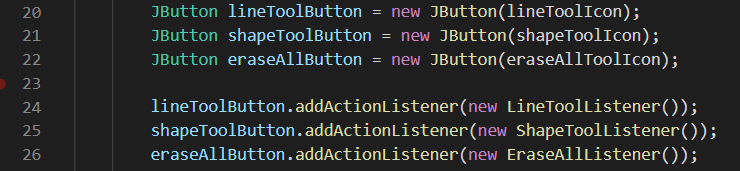 20 JButton lineToolButton = new JButton(lineToolIcon);
21 JButton shapeToolButton = new JButton(shapeToolIcon);
22 JButton eraseAllButton = new JButton(eraseAllToolIcon);
23
24 lineToolButton.addActionListener(new LineToolListener());
25 shapeToolButton.addActionListener(new ShapeToolListener());
26 eraseAllButton.addActionListener(new EraseAllListener());